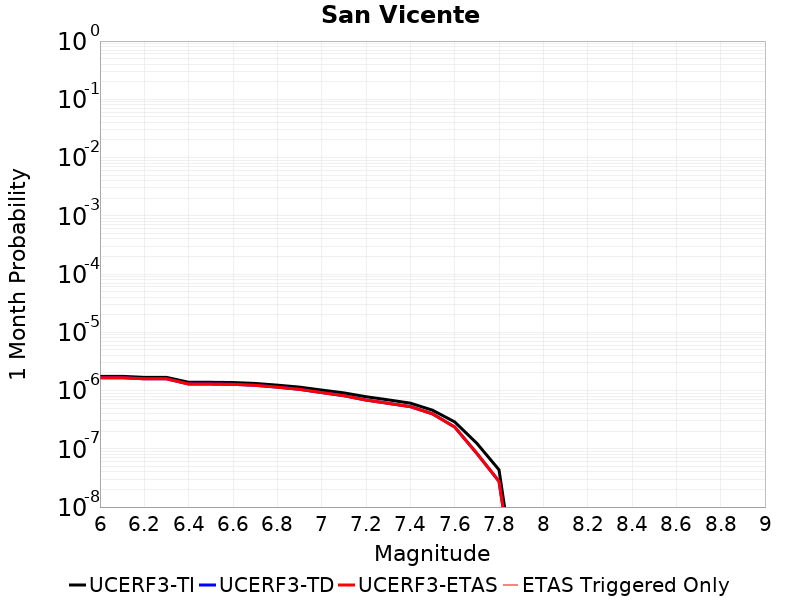 San Vicente
1 Month Probability
10^0
10^-1
10^-2
10^-3
10^-4
10^-5
10^-6
10^-7
10^-8
6 6.2 6.4 6.6 6.8 7 7.2 7.4 7.6 7.8 8 8.2 8.4 8.6 8.8 9
Magnitude
UCERF3-TI UCERF3-TD UCERF3-ETAS ETAS Triggered Only